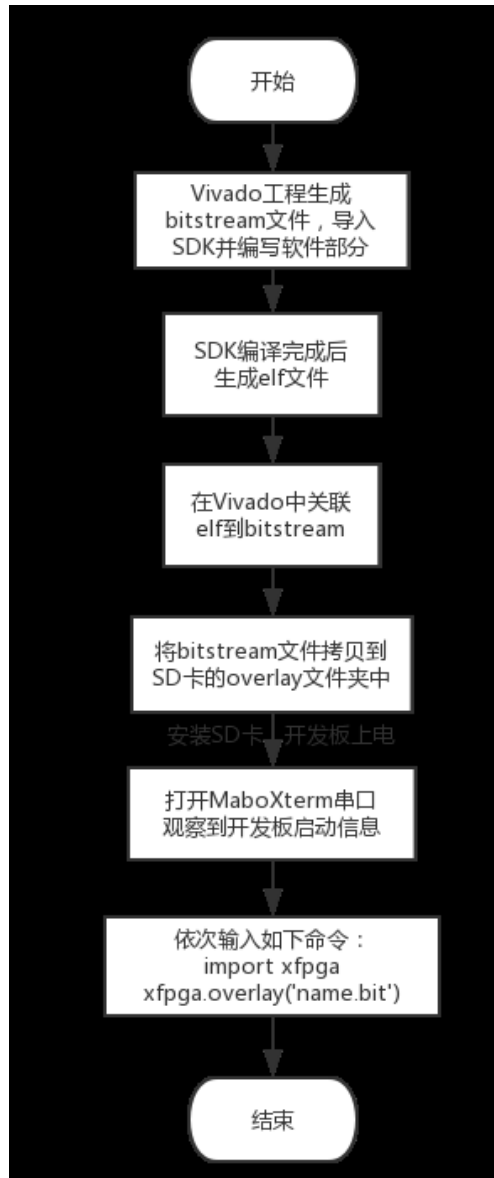 开始
Vivado工程生成
bitstream文件，导入
SDK并编写软件部分
SDK编译完成后
生成elf文件
在Vivado中关联
elf到bitstream
将bitstream文件拷贝到
SD卡的overlay文件夹中
安装SD卡，开发板上电
打开MaboXterm串口
观察到开发板启动信息
依次输入如下命令：
import xfpga
xfpga.overlay('name.bit')
结束